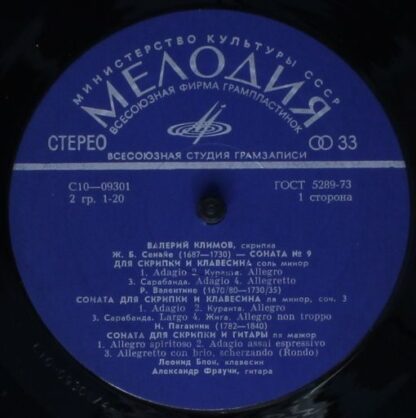 МИНИСТЕРСТВО КУЛЬТУРЫ СССР
МЕЛОДИЯ
ВСЕСОЮЗНАЯ ФИРМА ГРАМПЛАСТИНОК
СТЕРЕО
33
ВСЕСОЮЗНАЯ СТУДИЯ ГРАМЗАПИСИ
С10—09301
ГОСТ 5289-73
2 гр. 1-20
1 сторона
ВАЛЕРИЙ КЛИМОВ, скрипка
Ж. Б. Сенайе (1687—1730) — СОНАТА № 9
ДЛЯ СКРИПКИ И КЛАВЕСИНА соль минор
1. Adagio 2. Куранта. Allegro
3. Сарабанда. Adagio 4. Allegretto
Р. Валентино (1670/80—1730/35)
СОНАТА ДЛЯ СКРИПКИ И КЛАВЕСИНА ля минор, соч. 3
1. Adagio 2. Куранта. Allegro
3. Сарабанда. Largo 4. Жига. Allegro non troppo
Н. Паганини (1782—1840)
СОНАТА ДЛЯ СКРИПКИ И ГИТАРЫ ля мажор
1. Allegro spiritoso 2. Adagio assai espressivo
3. Allegretto con brio, scherzando (Rondo)
Леонид Блок, клавесин
Александр Фраучи, гитара